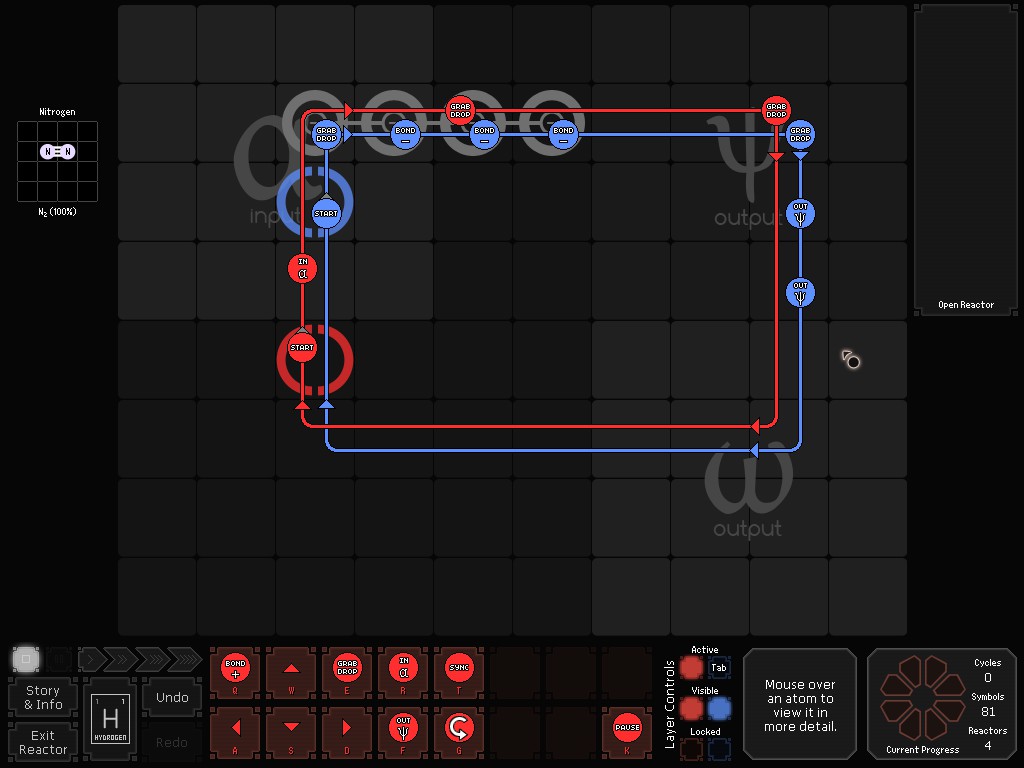 Nitrogen
N=N
N₂ (100%)
α
input
ψ
output
ω
output
GRAB DROP
GRAB DROP
GRAB DROP
BOND –
BOND –
BOND –
GRAB DROP
START
OUT ψ
IN α
OUT ψ
START
Open Reactor
Story & Info
Exit Reactor
1 1
H
HYDROGEN
Undo
Redo
BOND +
Q
W
GRAB DROP
E
IN α
R
SYNC
T
A
S
D
OUT ψ
F
G
PAUSE
K
Layer Controls
Active
Tab
Visible
Locked
Mouse over
an atom to
view it in
more detail.
Current Progress
Cycles
0
Symbols
81
Reactors
4